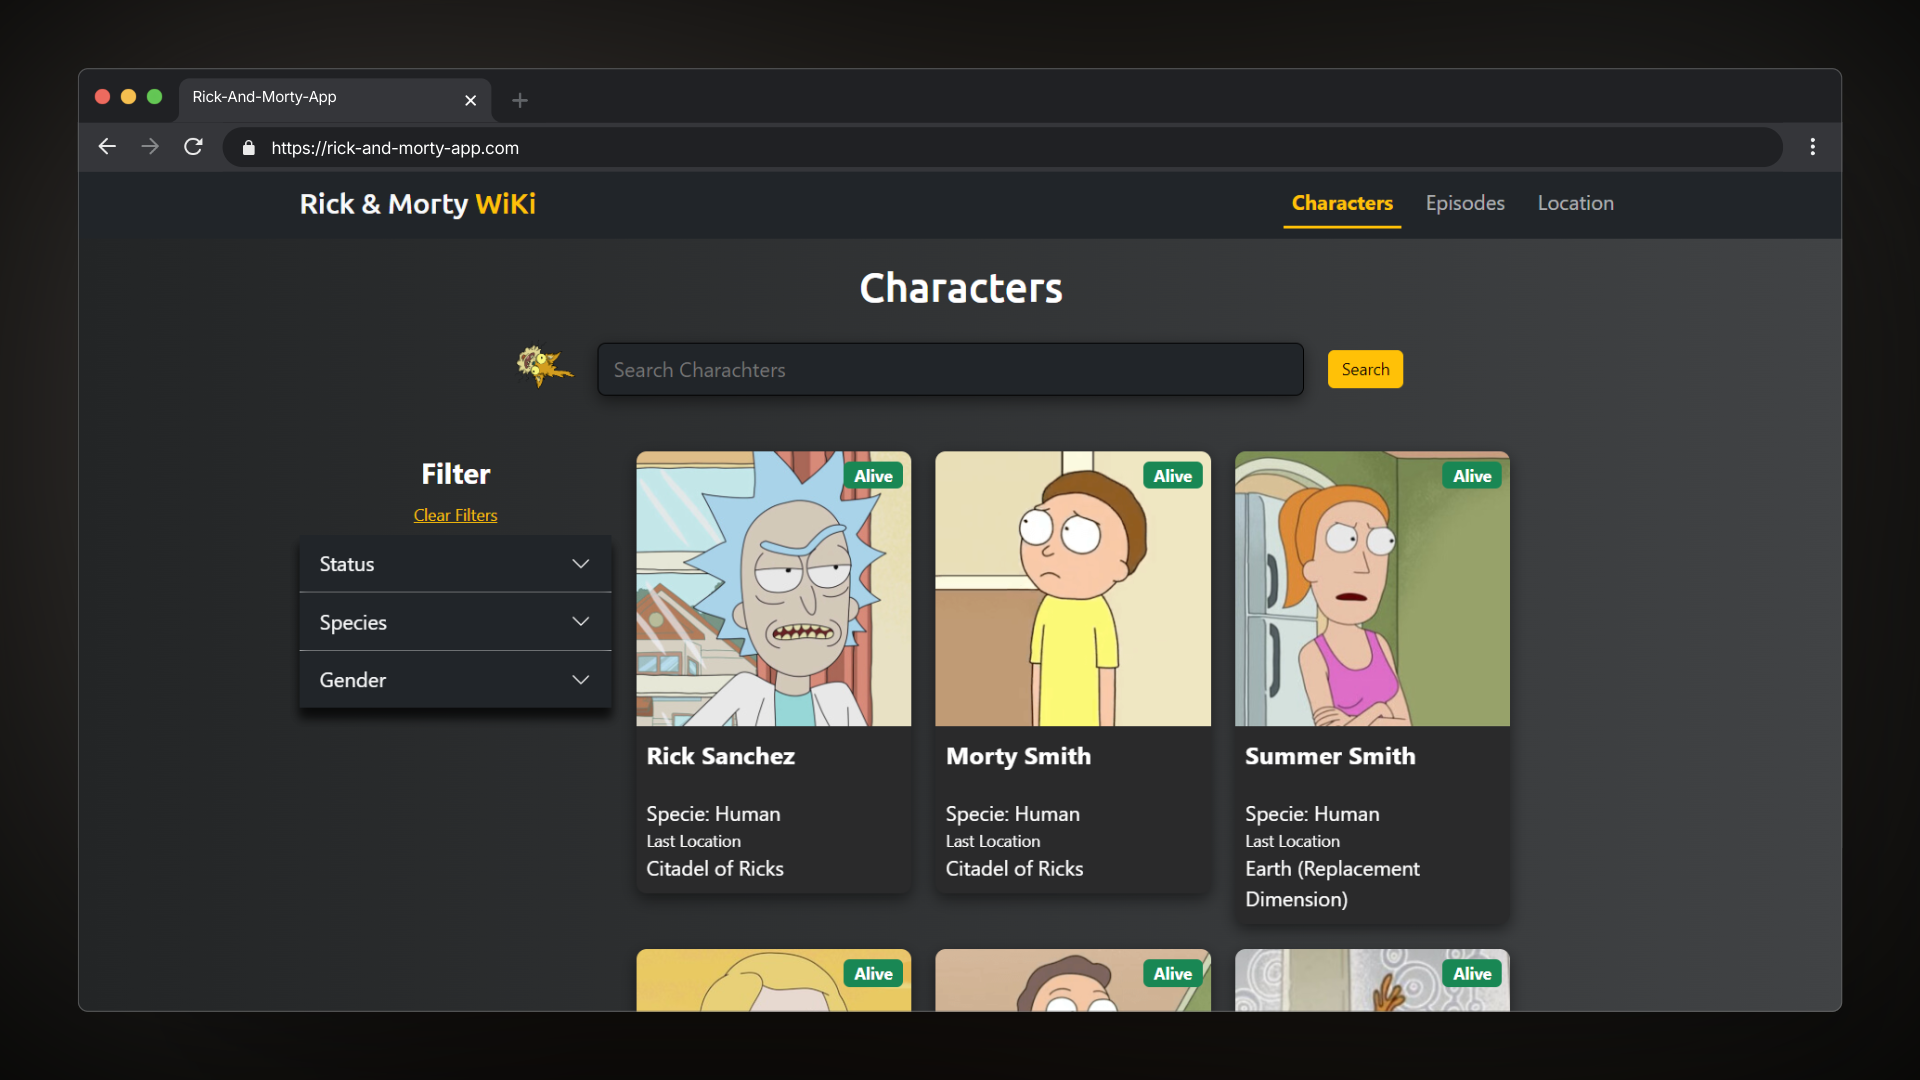 Rick-And-Morty-App
https://rick-and-morty-app.com
Rick & Morty WiKi
Characters
Episodes
Location
Characters
Search Charachters
Search
Filter
Clear Filters
Status
Species
Gender
Alive
Rick Sanchez
Specie: Human
Last Location
Citadel of Ricks
Alive
Morty Smith
Specie: Human
Last Location
Citadel of Ricks
Alive
Summer Smith
Specie: Human
Last Location
Earth (Replacement
Dimension)
Alive
Alive
Alive